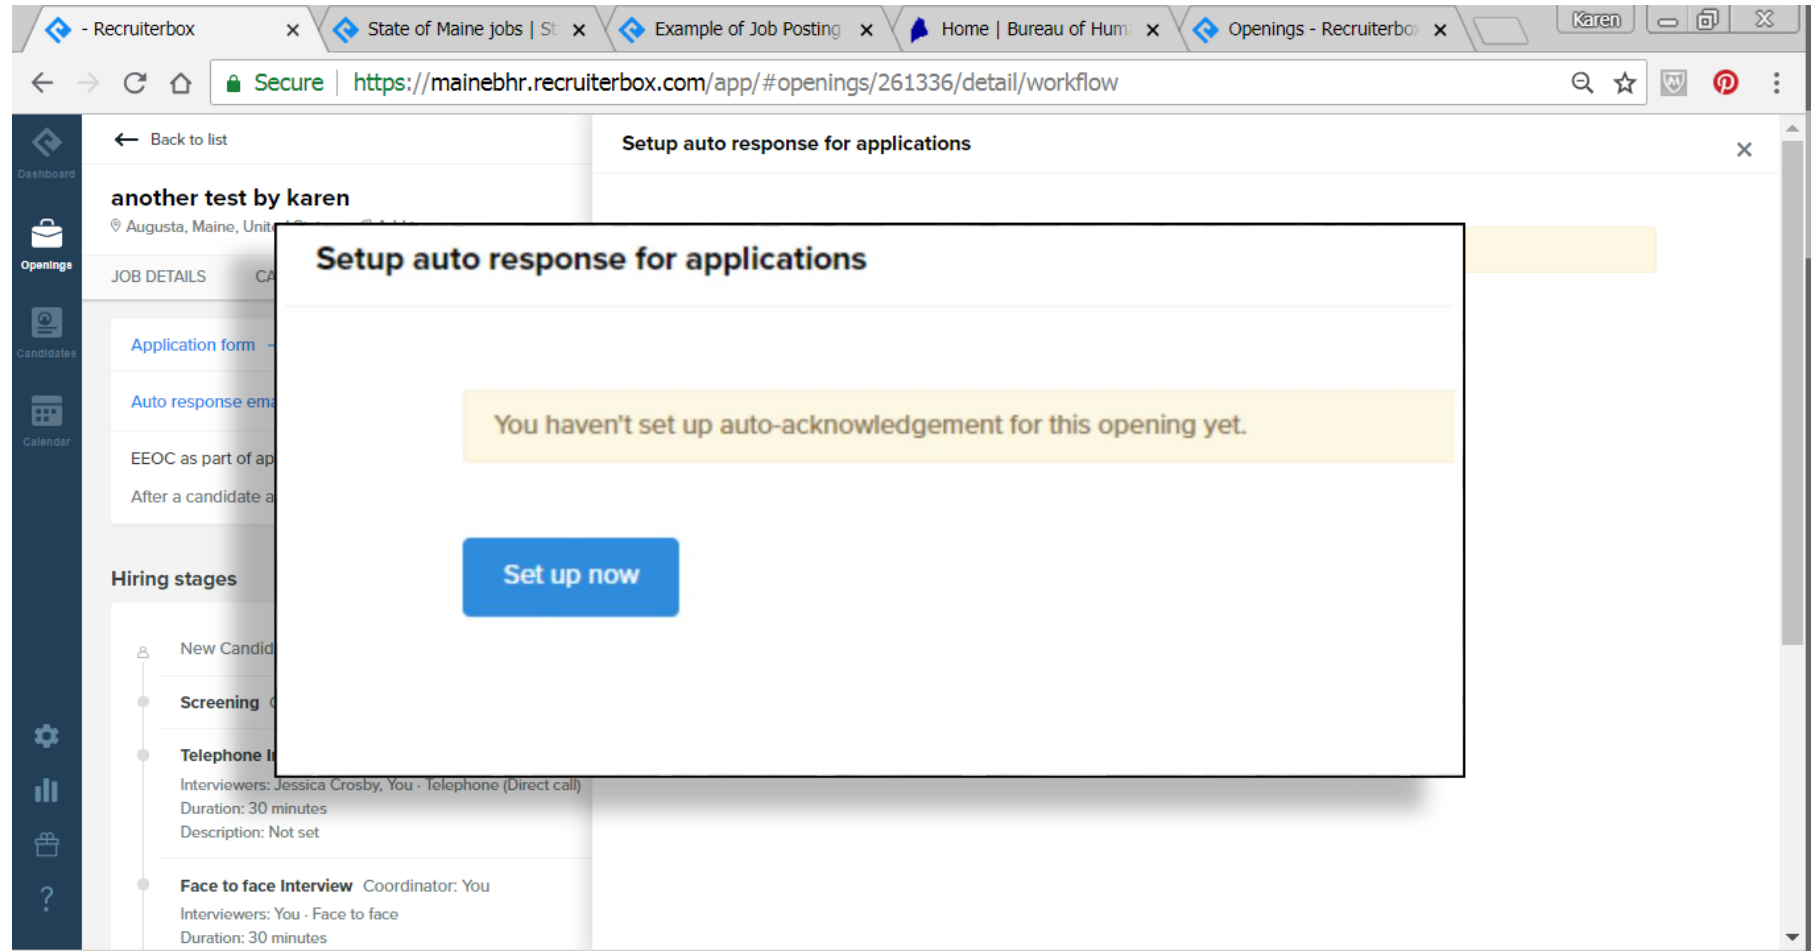 - Recruiterbox
State of Maine jobs | St
Example of Job Posting
Home | Bureau of Hum
Openings - Recruiterbo
Karen
Secure
https://mainebhr.recruiterbox.com/app/#openings/261336/detail/workflow
Dashboard
Openings
Candidates
Calendar
?
Back to list
another test by karen
Augusta, Maine,
JOB DETAILS CA
Application form
Auto response ema
EEOC as part of ap
After a candidate a
Hiring stages
New Candid
Screening
Telephone I
Interviewers: Jessica Crosby, You · Telephone (Direct call)
Duration: 30 minutes
Description: Not set
Face to face Interview Coordinator: You
Interviewers: You · Face to face
Duration: 30 minutes
Setup auto response for applications
Setup auto response for applications
You haven't set up auto-acknowledgement for this opening yet.
Set up now